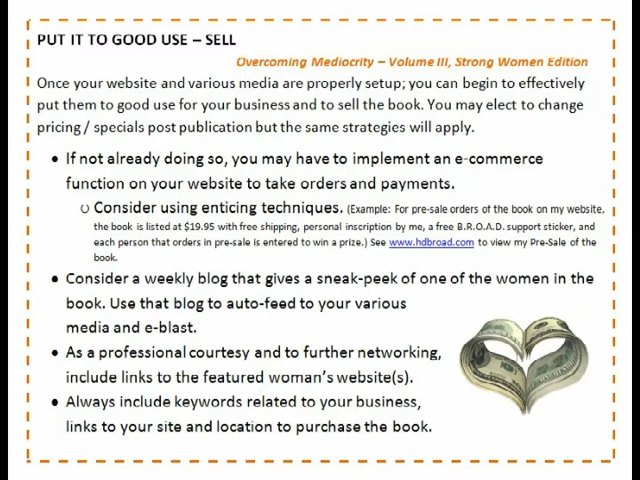 PUT IT TO GOOD USE – SELL
Overcoming Mediocrity – Volume III, Strong Women Edition
Once your website and various media are properly setup; you can begin to effectively
put them to good use for your business and to sell the book. You may elect to change
pricing / specials post publication but the same strategies will apply.
• If not already doing so, you may have to implement an e-commerce
function on your website to take orders and payments.
Consider using enticing techniques. (Example: For pre-sale orders of the book on my website,
the book is listed at $19.95 with free shipping, personal inscription by me, a free B.R.O.A.D. support sticker, and
each person that orders in pre-sale is entered to win a prize.) See www.hdbroad.com to view my Pre-Sale of the
book.
• Consider a weekly blog that gives a sneak-peek of one of the women in the
book. Use that blog to auto-feed to your various
media and e-blast.
• As a professional courtesy and to further networking,
include links to the featured woman's website(s).
• Always include keywords related to your business,
links to your site and location to purchase the book.